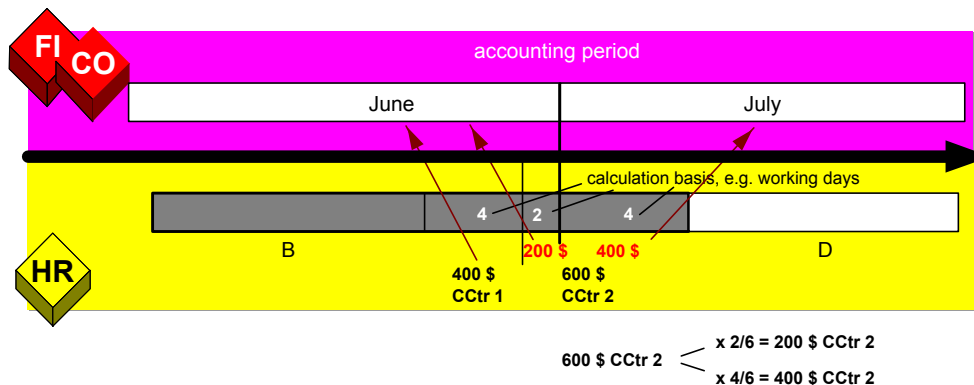 FI
CO
accounting period
June
July
calculation basis, e.g. working days
4
2
4
B
200 $
400 $
D
HR
400 $
CCtr 1
600 $
CCtr 2
x 2/6 = 200 $ CCtr 2
600 $ CCtr 2
x 4/6 = 400 $ CCtr 2